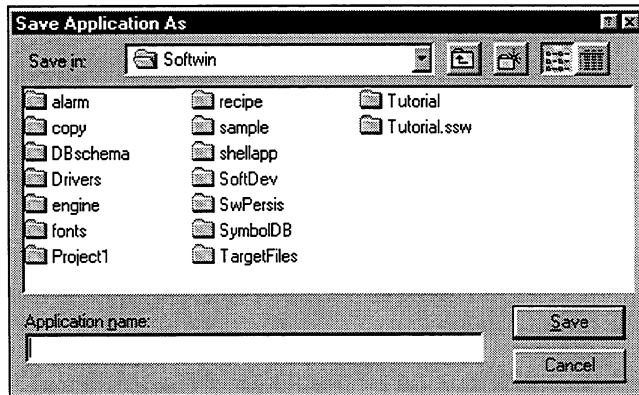 Save Application As
Save in: Softwin
alarm recipe Tutorial
copy sample Tutorial.ssw
DBschema shellapp
Drivers SoftDev
engine SwPersis
fonts SymbolDB
Project1 TargetFiles
Application name: Save
Cancel